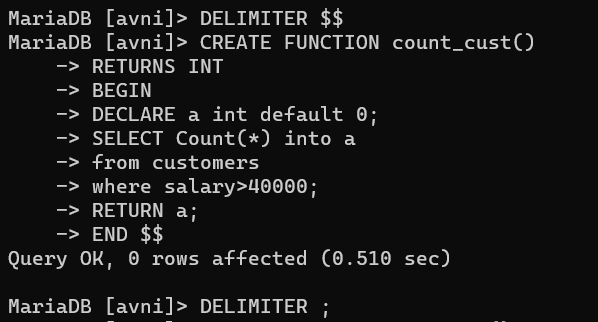 MariaDB [avni]> DELIMITER $$
MariaDB [avni]> CREATE FUNCTION count_cust()
    -> RETURNS INT
    -> BEGIN
    -> DECLARE a int default 0;
    -> SELECT Count(*) into a
    -> from customers
    -> where salary>40000;
    -> RETURN a;
    -> END $$
Query OK, 0 rows affected (0.510 sec)

MariaDB [avni]> DELIMITER ;